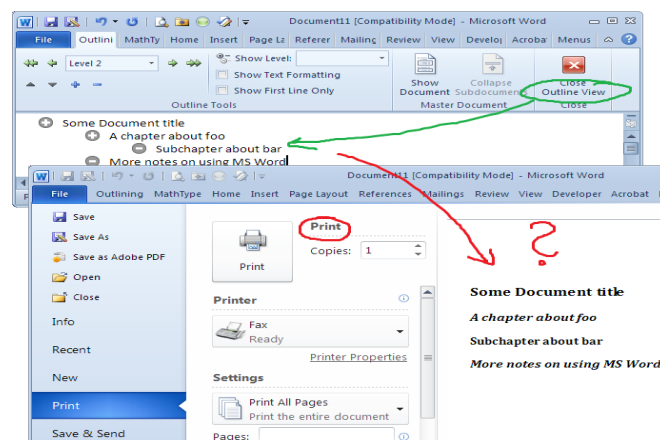 Document11 [Compatibility Mode] - Microsoft Word
File Outlini MathTy Home Insert Page La Referer Mailing Review View Develop Acroba Menus
Level 2
Show Level:
Show Text Formatting
Show First Line Only
Outline Tools
Show Document
Collapse Subdocuments
Master Document
Close Outline View
Close
Some Document title
A chapter about foo
Subchapter about bar
More notes on using MS Word
Document11 [Compatibility Mode] - Microsoft Word
File Outlining MathType Home Insert Page Layout References Mailings Review View Developer Acrobat
Save
Save As
Save as Adobe PDF
Open
Close
Info
Recent
New
Print
Save & Send
Print
Print
Copies: 1
Printer
Fax
Ready
Printer Properties
Settings
Print All Pages
Print the entire document
Pages:
?
Some Document title
A chapter about foo
Subchapter about bar
More notes on using MS Word